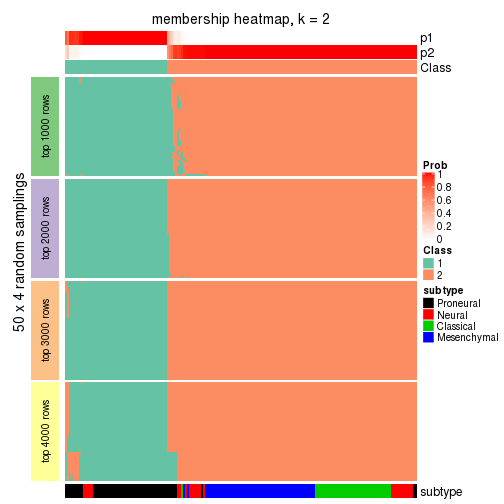 membership heatmap, k = 2
p1
p2
Class
50 x 4 random samplings
top 1000 rows
top 2000 rows
top 3000 rows
top 4000 rows
Prob
1
0.8
0.6
0.4
0.2
0
Class
1
2
subtype
Proneural
Neural
Classical
Mesenchymal
subtype